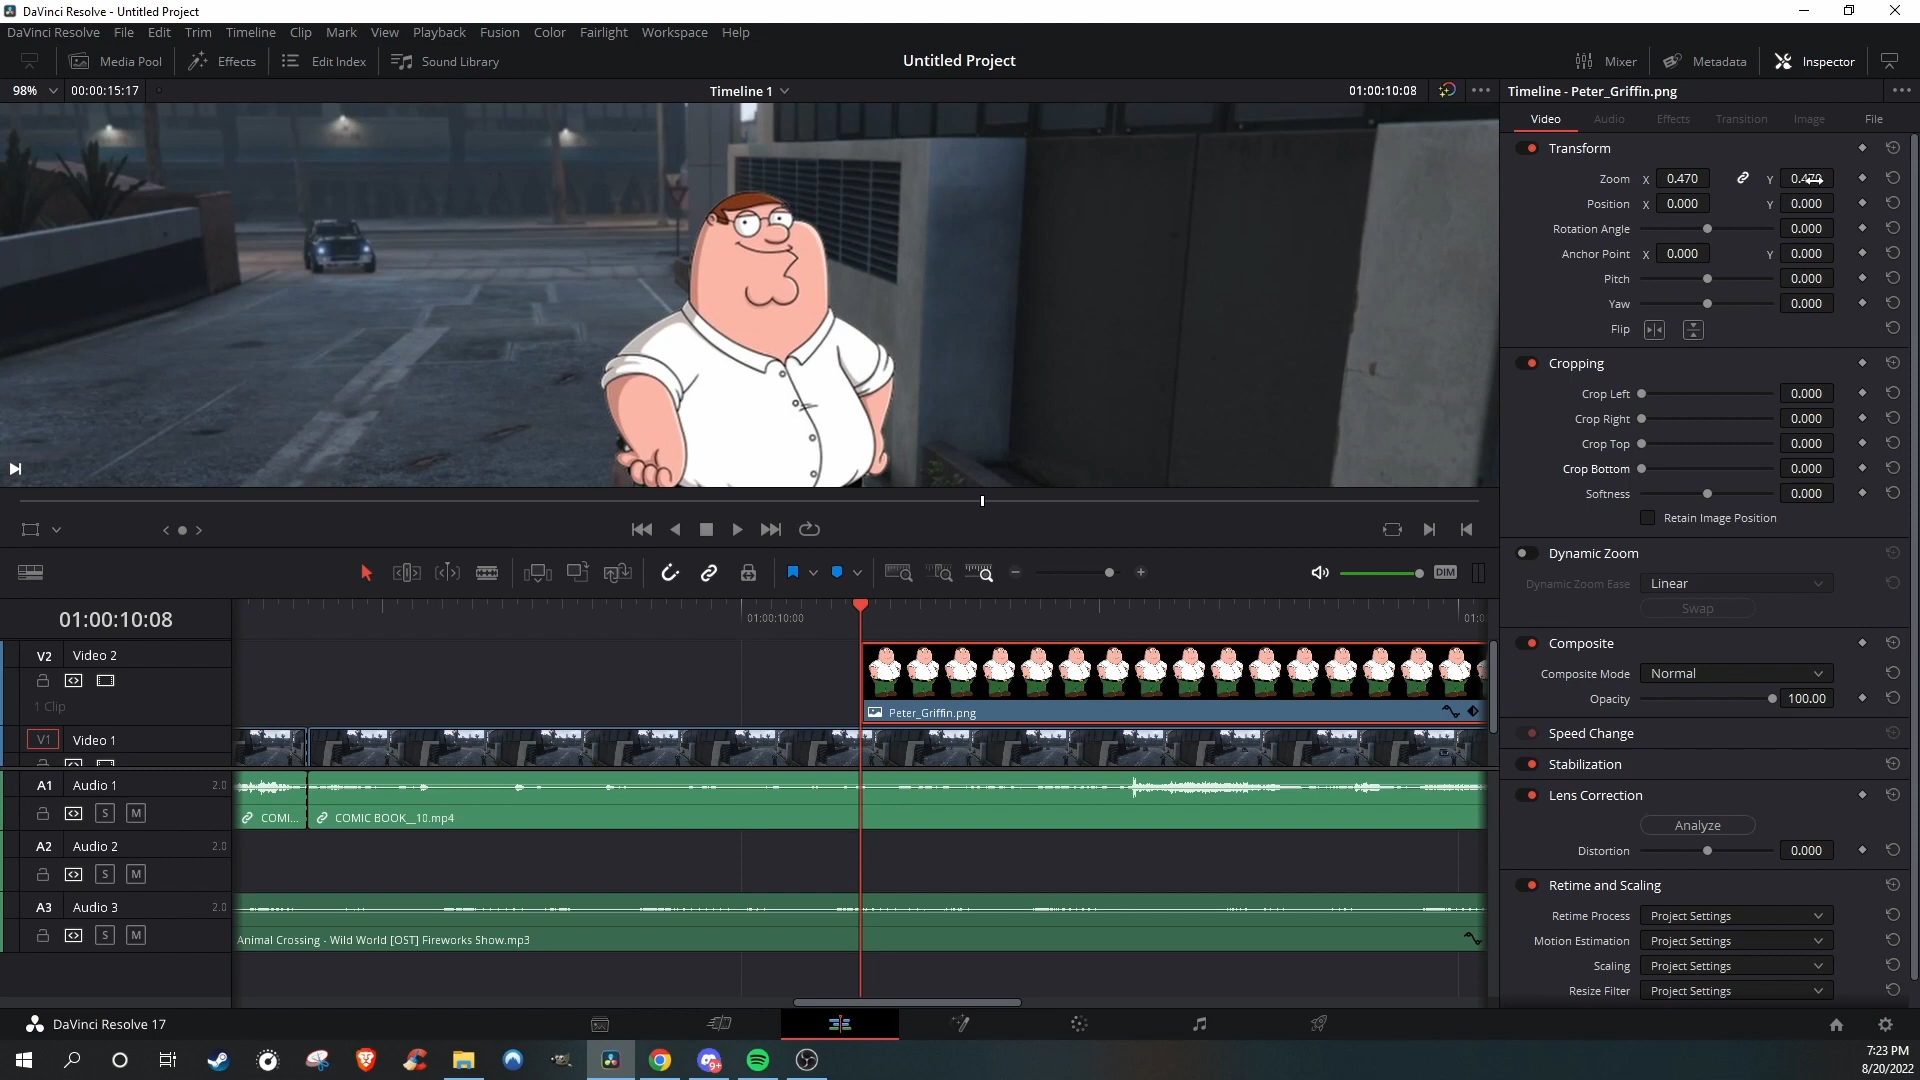 DaVinci Resolve - Untitled Project
DaVinci Resolve File Edit Trim Timeline Clip Mark View Playback Fusion Color Fairlight Workspace Help
Media Pool Effects Edit Index Sound Library Untitled Project Mixer Metadata Inspector
98% 00:00:15:17 Timeline 1 01:00:10:08 Timeline - Peter_Griffin.png
Video Audio Effects Transition Image File
Transform
Zoom X 0.470 Y 0.470
Position X 0.000 Y 0.000
Rotation Angle 0.000
Anchor Point X 0.000 Y 0.000
Pitch 0.000
Yaw 0.000
Flip
Cropping
Crop Left 0.000
Crop Right 0.000
Crop Top 0.000
Crop Bottom 0.000
Softness 0.000
Retain Image Position
Dynamic Zoom
Dynamic Zoom Ease Linear
Swap
Composite
Composite Mode Normal
Opacity 100.00
Speed Change
Stabilization
Lens Correction
Analyze
Distortion 0.000
Retime and Scaling
Retime Process Project Settings
Motion Estimation Project Settings
Scaling Project Settings
Resize Filter Project Settings
DIM
01:00:10:08
01:00:10:00
01:0
V2 Video 2
1 Clip
Peter_Griffin.png
V1 Video 1
A1 Audio 1 2.0
S M
COMI... COMIC BOOK__10.mp4
A2 Audio 2 2.0
S M
A3 Audio 3 2.0
S M
Animal Crossing - Wild World [OST] Fireworks Show.mp3
DaVinci Resolve 17
9+
7:23 PM
8/20/2022